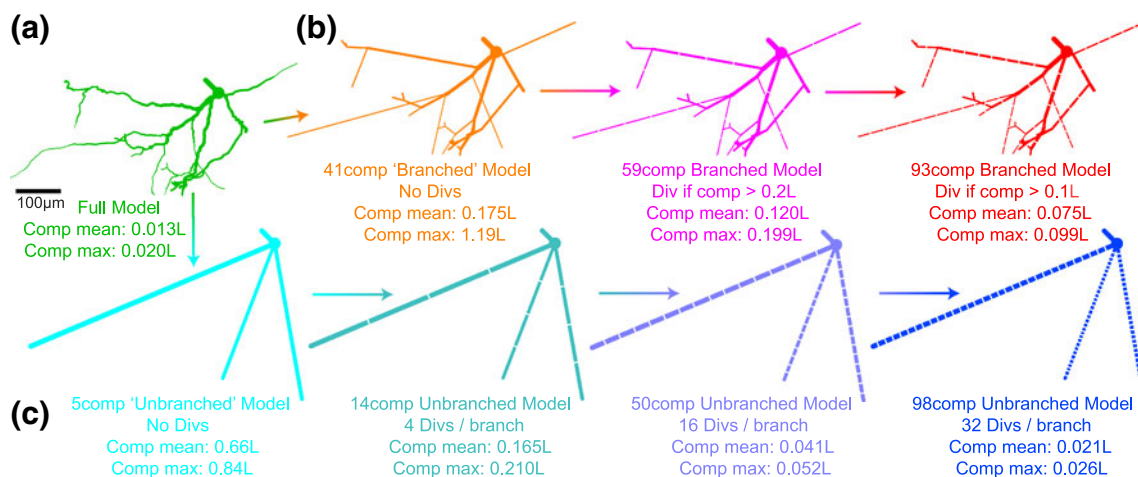 (a)
(b)
100µm
Full Model
Comp mean: 0.013L
Comp max: 0.020L
41comp ‘Branched’ Model
No Divs
Comp mean: 0.175L
Comp max: 1.19L
59comp Branched Model
Div if comp > 0.2L
Comp mean: 0.120L
Comp max: 0.199L
93comp Branched Model
Div if comp > 0.1L
Comp mean: 0.075L
Comp max: 0.099L
(c)
5comp ‘Unbranched’ Model
No Divs
Comp mean: 0.66L
Comp max: 0.84L
14comp Unbranched Model
4 Divs / branch
Comp mean: 0.165L
Comp max: 0.210L
50comp Unbranched Model
16 Divs / branch
Comp mean: 0.041L
Comp max: 0.052L
98comp Unbranched Model
32 Divs / branch
Comp mean: 0.021L
Comp max: 0.026L